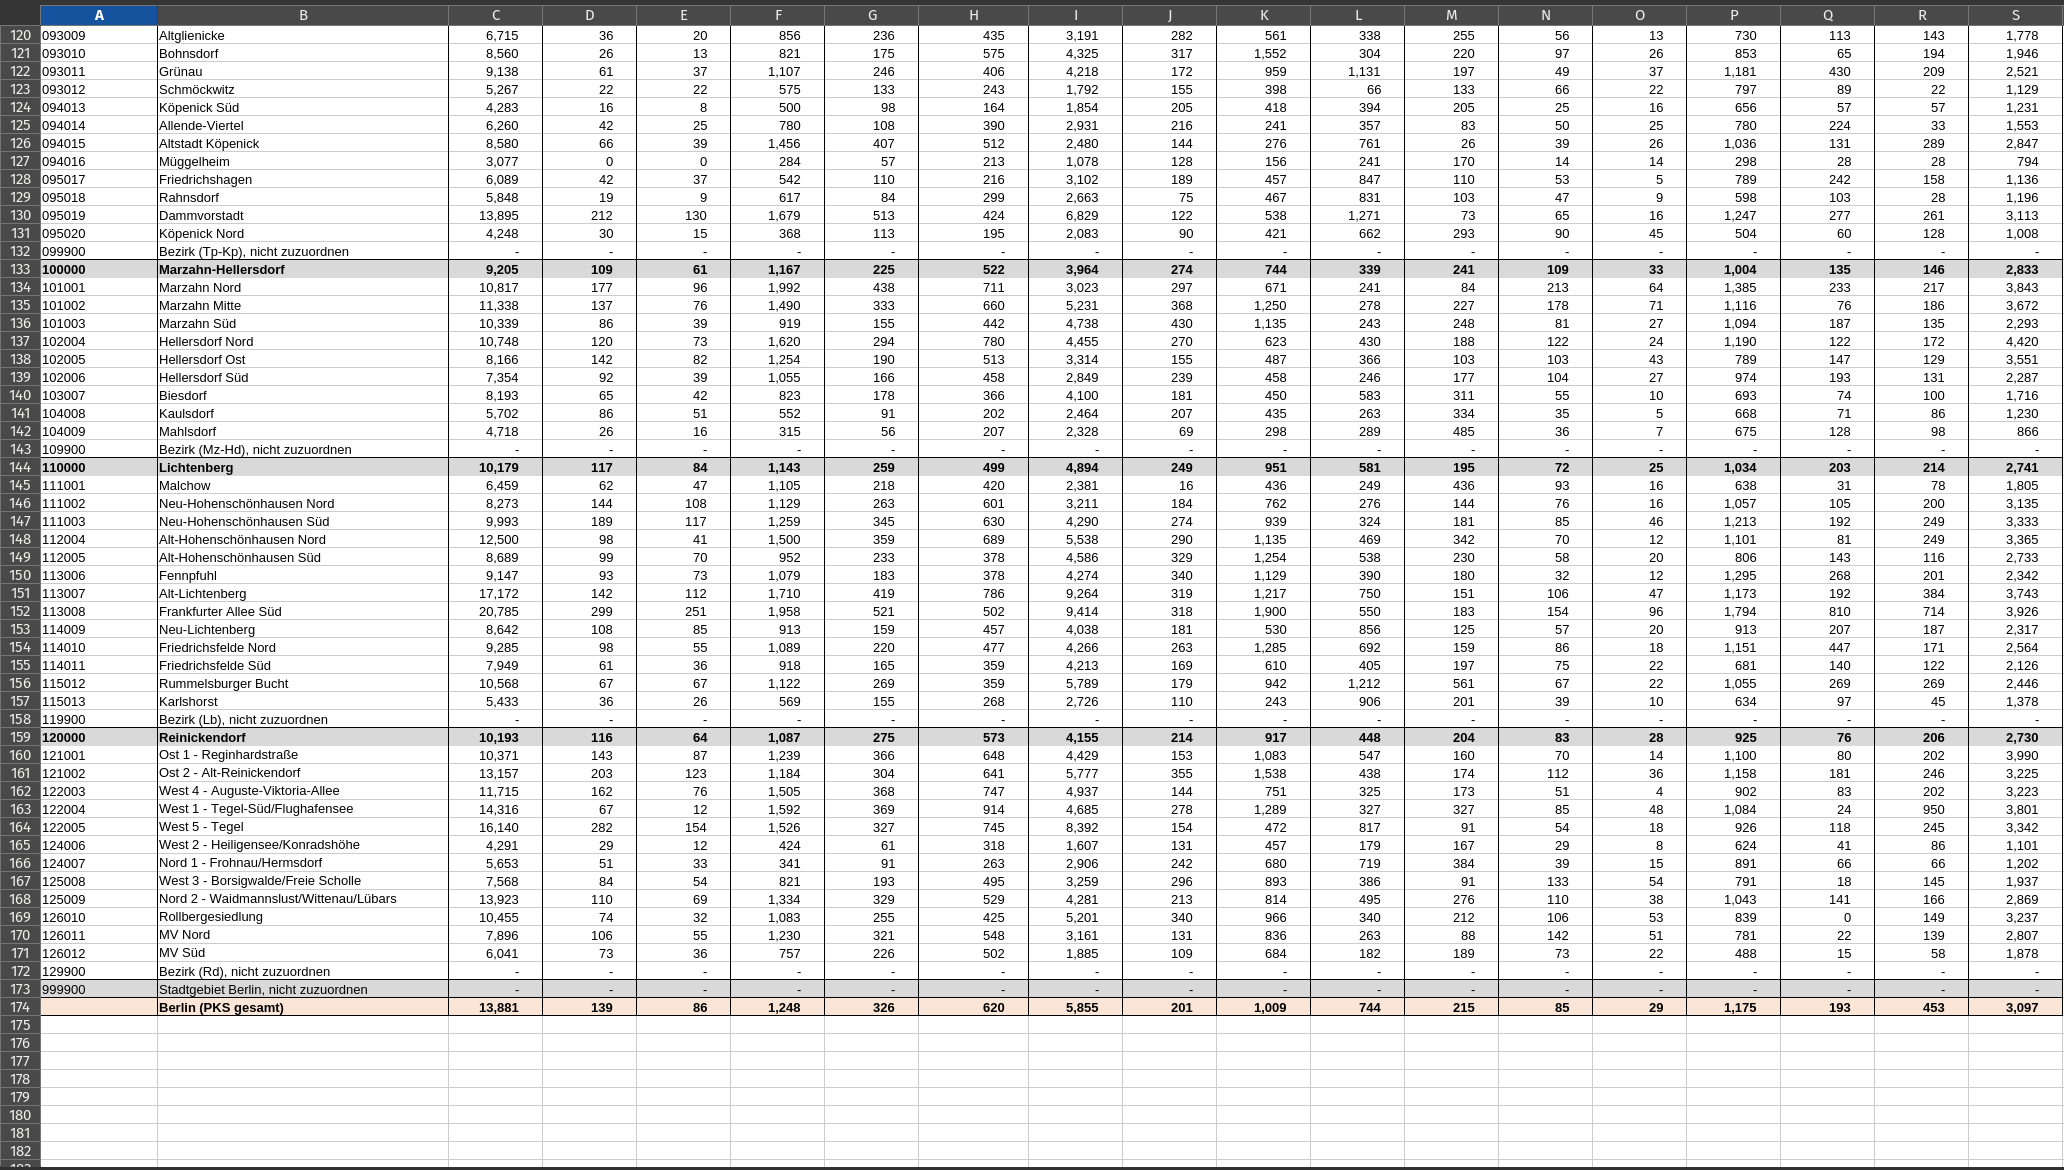 A B C D E F G H I J K L M N O P Q R S
120 093009 Altglienicke 6,715 36 20 856 236 435 3,191 282 561 338 255 56 13 730 113 143 1,778
121 093010 Bohnsdorf 8,560 26 13 821 175 575 4,325 317 1,552 304 220 97 26 853 65 194 1,946
122 093011 Grünau 9,138 61 37 1,107 246 406 4,218 172 959 1,131 197 49 37 1,181 430 209 2,521
123 093012 Schmöckwitz 5,267 22 22 575 133 243 1,792 155 398 66 133 66 22 797 89 22 1,129
124 094013 Köpenick Süd 4,283 16 8 500 98 164 1,854 205 418 394 205 25 16 656 57 57 1,231
125 094014 Allende-Viertel 6,260 42 25 780 108 390 2,931 216 241 357 83 50 25 780 224 33 1,553
126 094015 Altstadt Köpenick 8,580 66 39 1,456 407 512 2,480 144 276 761 26 39 26 1,036 131 289 2,847
127 094016 Müggelheim 3,077 0 0 284 57 213 1,078 128 156 241 170 14 14 298 28 28 794
128 095017 Friedrichshagen 6,089 42 37 542 110 216 3,102 189 457 847 110 53 5 789 242 158 1,136
129 095018 Rahnsdorf 5,848 19 9 617 84 299 2,663 75 467 831 103 47 9 598 103 28 1,196
130 095019 Dammvorstadt 13,895 212 130 1,679 513 424 6,829 122 538 1,271 73 65 16 1,247 277 261 3,113
131 095020 Köpenick Nord 4,248 30 15 368 113 195 2,083 90 421 662 293 90 45 504 60 128 1,008
132 099900 Bezirk (Tp-Kp), nicht zuzuordnen - - - - - - - - - - - - - - - - -
133 100000 Marzahn-Hellersdorf 9,205 109 61 1,167 225 522 3,964 274 744 339 241 109 33 1,004 135 146 2,833
134 101001 Marzahn Nord 10,817 177 96 1,992 438 711 3,023 297 671 241 84 213 64 1,385 233 217 3,843
135 101002 Marzahn Mitte 11,338 137 76 1,490 333 660 5,231 368 1,250 278 227 178 71 1,116 76 186 3,672
136 101003 Marzahn Süd 10,339 86 39 919 155 442 4,738 430 1,135 243 248 81 27 1,094 187 135 2,293
137 102004 Hellersdorf Nord 10,748 120 73 1,620 294 780 4,455 270 623 430 188 122 24 1,190 122 172 4,420
138 102005 Hellersdorf Ost 8,166 142 82 1,254 190 513 3,314 155 487 366 103 103 43 789 147 129 3,551
139 102006 Hellersdorf Süd 7,354 92 39 1,055 166 458 2,849 239 458 246 177 104 27 974 193 131 2,287
140 103007 Biesdorf 8,193 65 42 823 178 366 4,100 181 450 583 311 55 10 693 74 100 1,716
141 104008 Kaulsdorf 5,702 86 51 552 91 202 2,464 207 435 263 334 35 5 668 71 86 1,230
142 104009 Mahlsdorf 4,718 26 16 315 56 207 2,328 69 298 289 485 36 7 675 128 98 866
143 109900 Bezirk (Mz-Hd), nicht zuzuordnen - - - - - - - - - - - - - - - - -
144 110000 Lichtenberg 10,179 117 84 1,143 259 499 4,894 249 951 581 195 72 25 1,034 203 214 2,741
145 111001 Malchow 6,459 62 47 1,105 218 420 2,381 16 436 249 436 93 16 638 31 78 1,805
146 111002 Neu-Hohenschönhausen Nord 8,273 144 108 1,129 263 601 3,211 184 762 276 144 76 16 1,057 105 200 3,135
147 111003 Neu-Hohenschönhausen Süd 9,993 189 117 1,259 345 630 4,290 274 939 324 181 85 46 1,213 192 249 3,333
148 112004 Alt-Hohenschönhausen Nord 12,500 98 41 1,500 359 689 5,538 290 1,135 469 342 70 12 1,101 81 249 3,365
149 112005 Alt-Hohenschönhausen Süd 8,689 99 70 952 233 378 4,586 329 1,254 538 230 58 20 806 143 116 2,733
150 113006 Fennpfuhl 9,147 93 73 1,079 183 378 4,274 340 1,129 390 180 32 12 1,295 268 201 2,342
151 113007 Alt-Lichtenberg 17,172 142 112 1,710 419 786 9,264 319 1,217 750 151 106 47 1,173 192 384 3,743
152 113008 Frankfurter Allee Süd 20,785 299 251 1,958 521 502 9,414 318 1,900 550 183 154 96 1,794 810 714 3,926
153 114009 Neu-Lichtenberg 8,642 108 85 913 159 457 4,038 181 530 856 125 57 20 913 207 187 2,317
154 114010 Friedrichsfelde Nord 9,285 98 55 1,089 220 477 4,266 263 1,285 692 159 86 18 1,151 447 171 2,564
155 114011 Friedrichsfelde Süd 7,949 61 36 918 165 359 4,213 169 610 405 197 75 22 681 140 122 2,126
156 115012 Rummelsburger Bucht 10,568 67 67 1,122 269 359 5,789 179 942 1,212 561 67 22 1,055 269 269 2,446
157 115013 Karlshorst 5,433 36 26 569 155 268 2,726 110 243 906 201 39 10 634 97 45 1,378
158 119900 Bezirk (Lb), nicht zuzuordnen - - - - - - - - - - - - - - - - -
159 120000 Reinickendorf 10,193 116 64 1,087 275 573 4,155 214 917 448 204 83 28 925 76 206 2,730
160 121001 Ost 1 - Reginhardstraße 10,371 143 87 1,239 366 648 4,429 153 1,083 547 160 70 14 1,100 80 202 3,990
161 121002 Ost 2 - Alt-Reinickendorf 13,157 203 123 1,184 304 641 5,777 355 1,538 438 174 112 36 1,158 181 246 3,225
162 122003 West 4 - Auguste-Viktoria-Allee 11,715 162 76 1,505 368 747 4,937 144 751 325 173 51 4 902 83 202 3,223
163 122004 West 1 - Tegel-Süd/Flughafensee 14,316 67 12 1,592 369 914 4,685 278 1,289 327 327 85 48 1,084 24 950 3,801
164 122005 West 5 - Tegel 16,140 282 154 1,526 327 745 8,392 154 472 817 91 54 18 926 118 245 3,342
165 124006 West 2 - Heiligensee/Konradshöhe 4,291 29 12 424 61 318 1,607 131 457 179 167 29 8 624 41 86 1,101
166 124007 Nord 1 - Frohnau/Hermsdorf 5,653 51 33 341 91 263 2,906 242 680 719 384 39 15 891 66 66 1,202
167 125008 West 3 - Borsigwalde/Freie Scholle 7,568 84 54 821 193 495 3,259 296 893 386 91 133 54 791 18 145 1,937
168 125009 Nord 2 - Waidmannslust/Wittenau/Lübars 13,923 110 69 1,334 329 529 4,281 213 814 495 276 110 38 1,043 141 166 2,869
169 126010 Rollbergesiedlung 10,455 74 32 1,083 255 425 5,201 340 966 340 212 106 53 839 0 149 3,237
170 126011 MV Nord 7,896 106 55 1,230 321 548 3,161 131 836 263 88 142 51 781 22 139 2,807
171 126012 MV Süd 6,041 73 36 757 226 502 1,885 109 684 182 189 73 22 488 15 58 1,878
172 129900 Bezirk (Rd), nicht zuzuordnen - - - - - - - - - - - - - - - - -
173 999900 Stadtgebiet Berlin, nicht zuzuordnen - - - - - - - - - - - - - - - - -
174 Berlin (PKS gesamt) 13,881 139 86 1,248 326 620 5,855 201 1,009 744 215 85 29 1,175 193 453 3,097
175
176
177
178
179
180
181
182